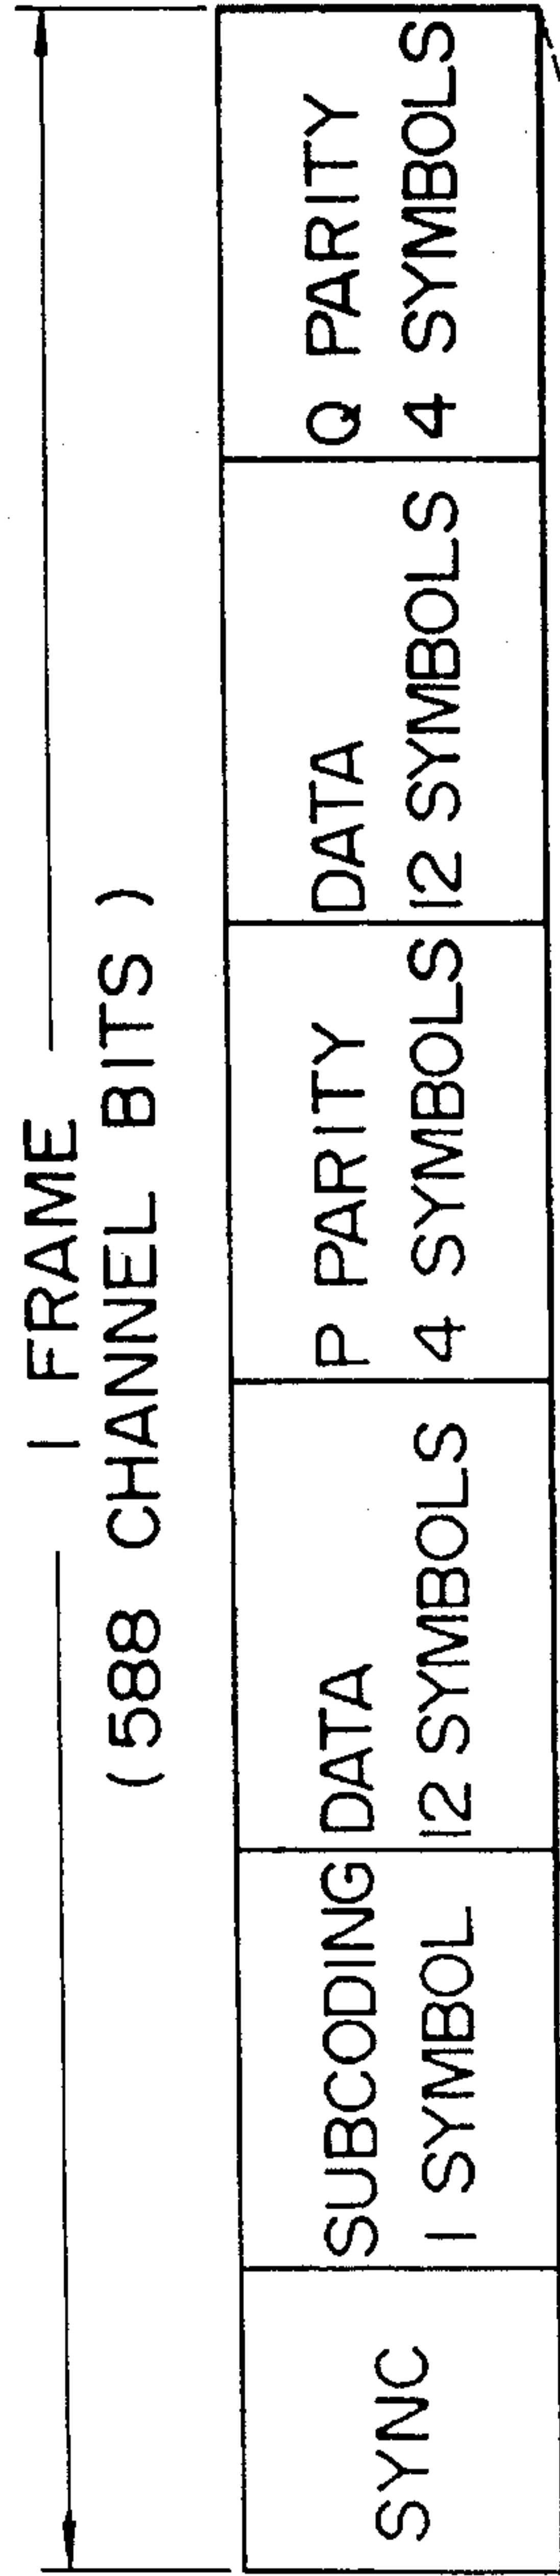 1 FRAME
(588 CHANNEL BITS)
SYNC
SUBCODING
1 SYMBOL
DATA
12 SYMBOLS
P PARITY
4 SYMBOLS
DATA
12 SYMBOLS
Q PARITY
4 SYMBOLS